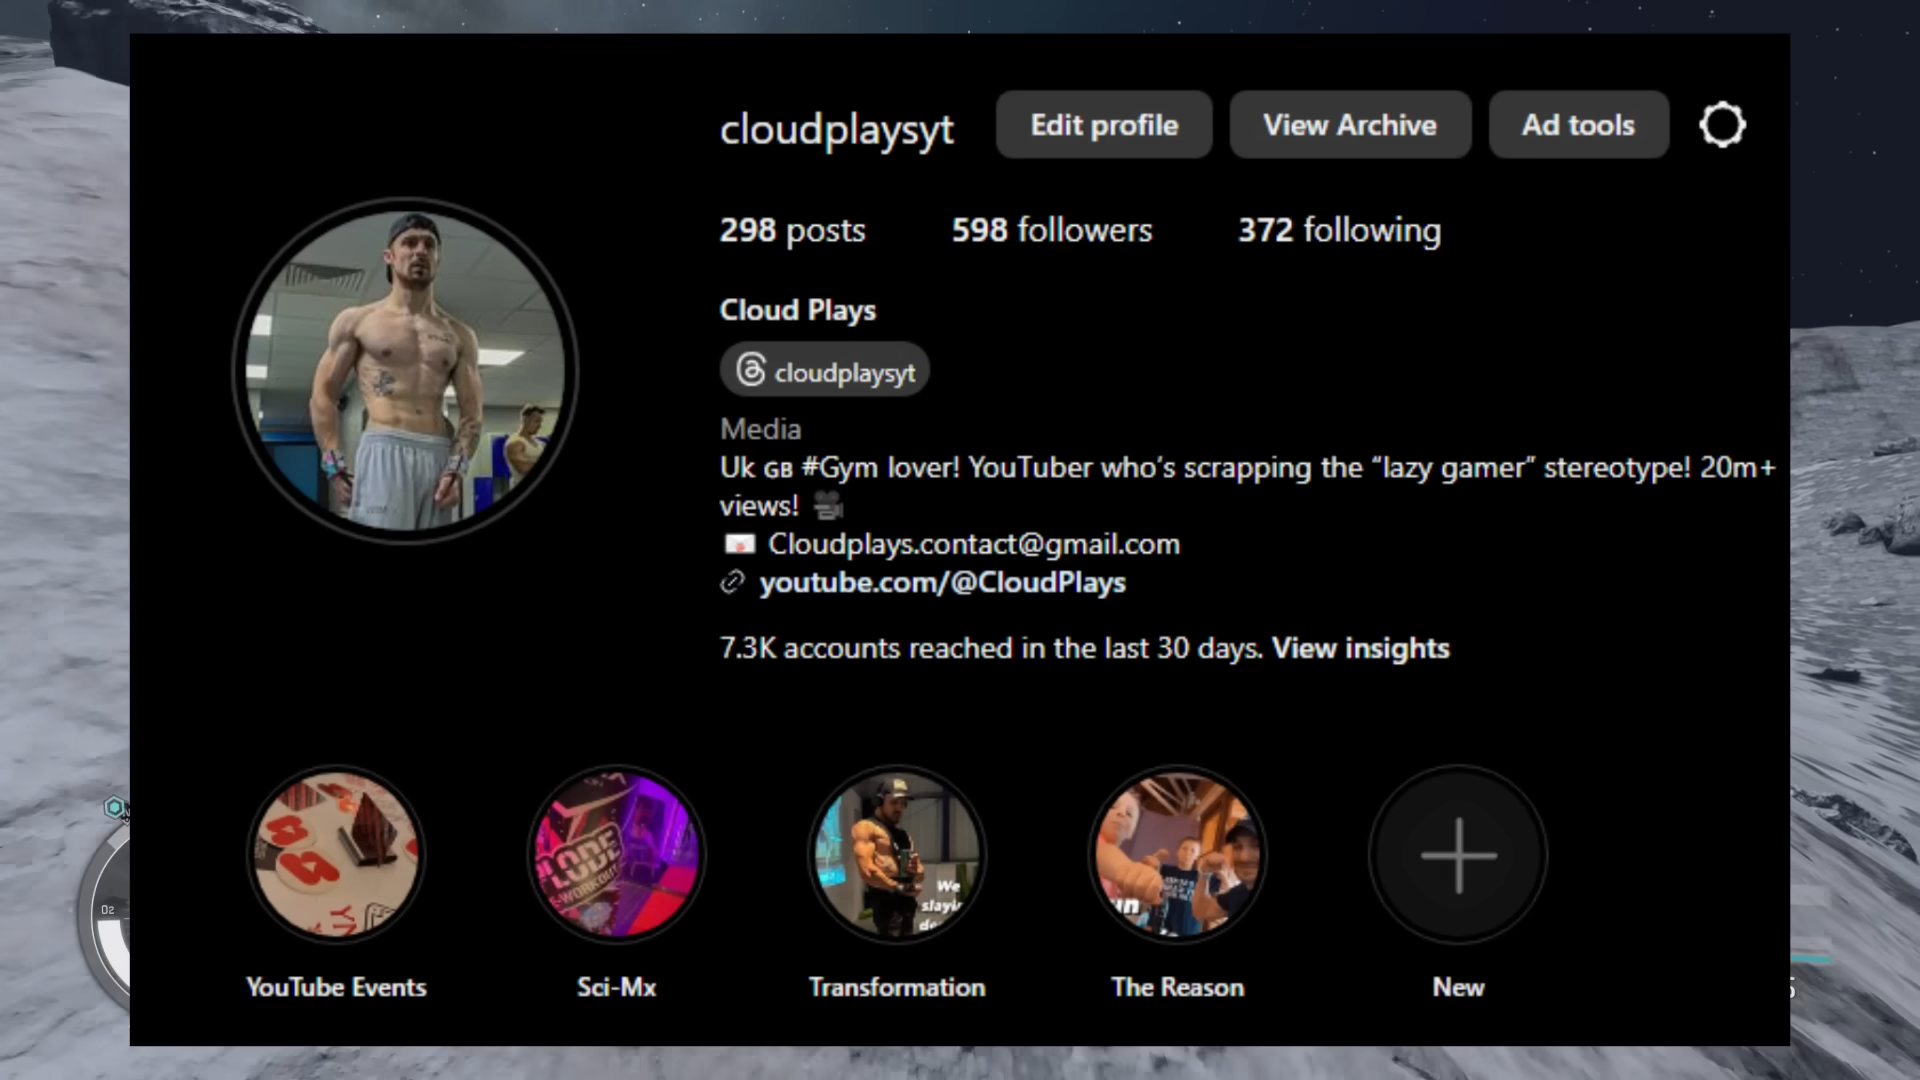 cloudplaysyt Edit profile View Archive Ad tools
298 posts 598 followers 372 following
Cloud Plays
cloudplaysyt
Media
Uk GB #Gym lover! YouTuber who’s scrapping the “lazy gamer” stereotype! 20m+
views! 🎥
💌 Cloudplays.contact@gmail.com
youtube.com/@CloudPlays
7.3K accounts reached in the last 30 days. View insights
We
YouTube Events Sci-Mx Transformation The Reason New
O2